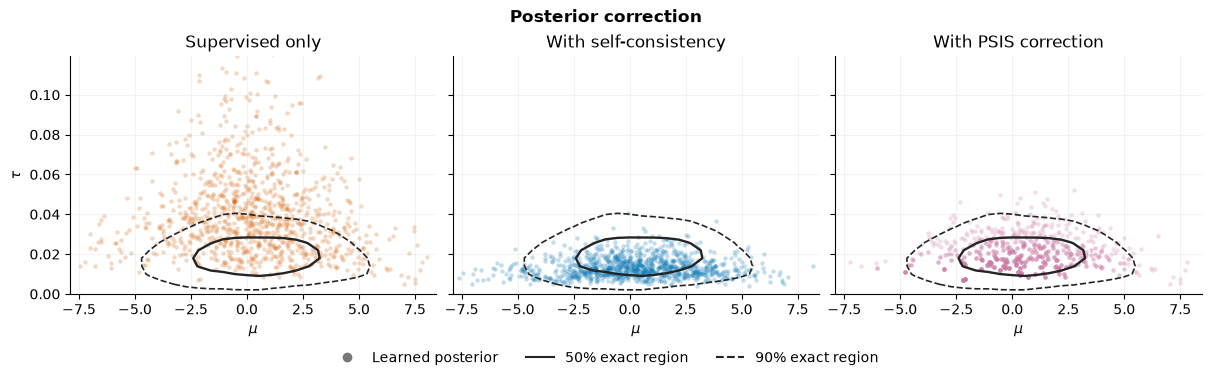 Posterior correction
Supervised only
With self-consistency
With PSIS correction
τ
0.10
0.08
0.06
0.04
0.02
0.00
−7.5 −5.0 −2.5 0.0 2.5 5.0 7.5
−7.5 −5.0 −2.5 0.0 2.5 5.0 7.5
−7.5 −5.0 −2.5 0.0 2.5 5.0 7.5
μ
μ
μ
Learned posterior
50% exact region
90% exact region